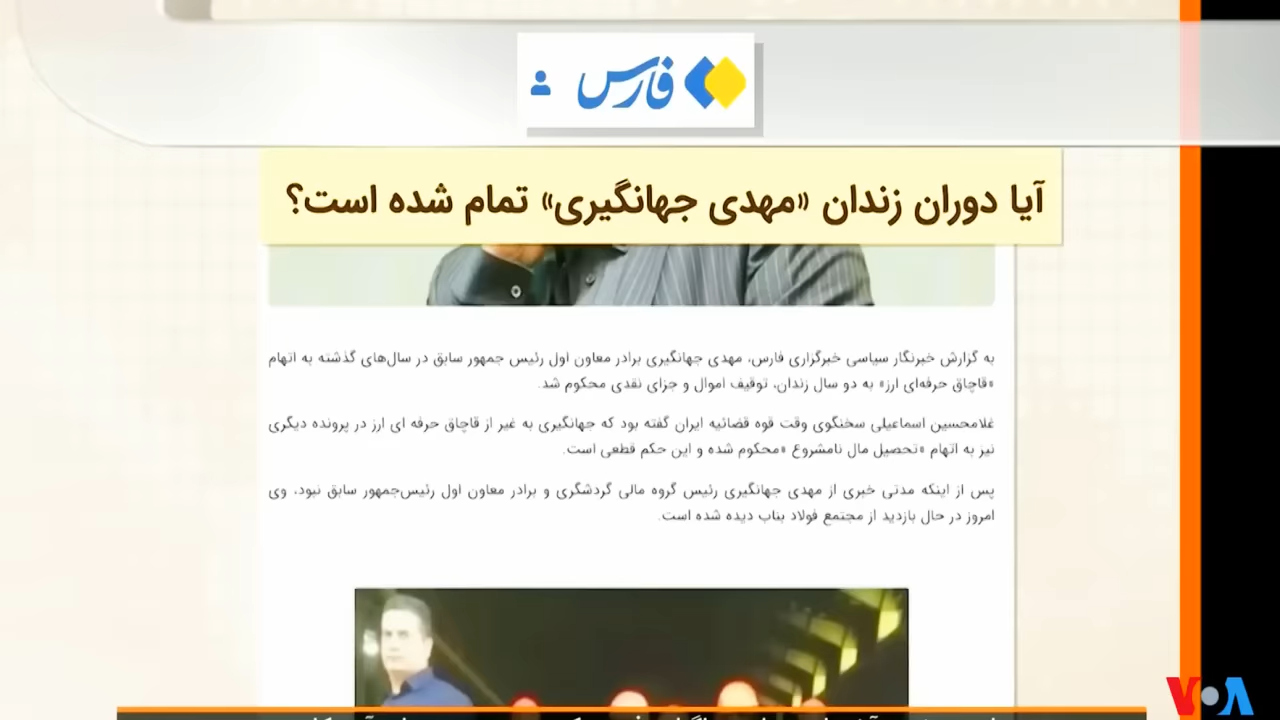 فارس
آیا دوران زندان «مهدی جهانگیری» تمام شده است؟
به گزارش خبرنگار سیاسی خبرگزاری فارس، مهدی جهانگیری برادر معاون اول رئیس جمهور سابق در سال‌های گذشته به اتهام
«قاچاق حرفه‌ای ارز» به دو سال زندان، توقیف اموال و جزای نقدی محکوم شد.
غلامحسین اسماعیلی سخنگوی وقت قوه قضائیه ایران گفته بود که جهانگیری به غیر از قاچاق حرفه ای ارز در پرونده دیگری
نیز به اتهام «تحصیل مال نامشروع «محکوم شده و این حکم قطعی است.
پس از اینکه مدتی خبری از مهدی جهانگیری رئیس گروه مالی گردشگری و برادر معاون اول رئیس‌جمهور سابق نبود، وی
امروز در حال بازدید از مجتمع فولاد بناب دیده شده است.
VOA